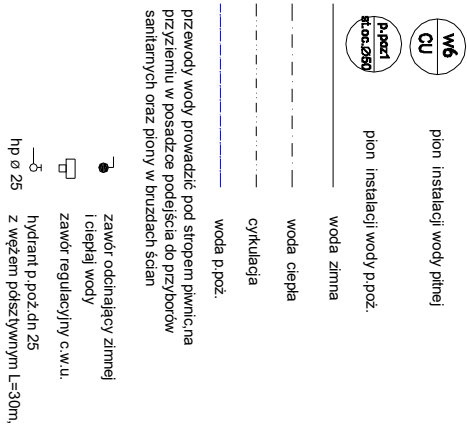 w6
CU
pion instalacji wody pitnej
p.poż1
st.oc.Ø50
pion instalacji wody p.poż.
woda zimna
woda ciepła
cyrkulacja
woda p.poż.
przewody wody prowadzić pod stropem piwnic,na
przyziemiu w posadzce podejścia do przyborów
sanitarnych oraz piony w bruzdach ścian
zawór odcinający zimnej
i ciepłej wody
zawór regulacyjny c.w.u.
hp ø 25
hydrant p.poż.dn 25
z wężem półsztywnym L=30m,